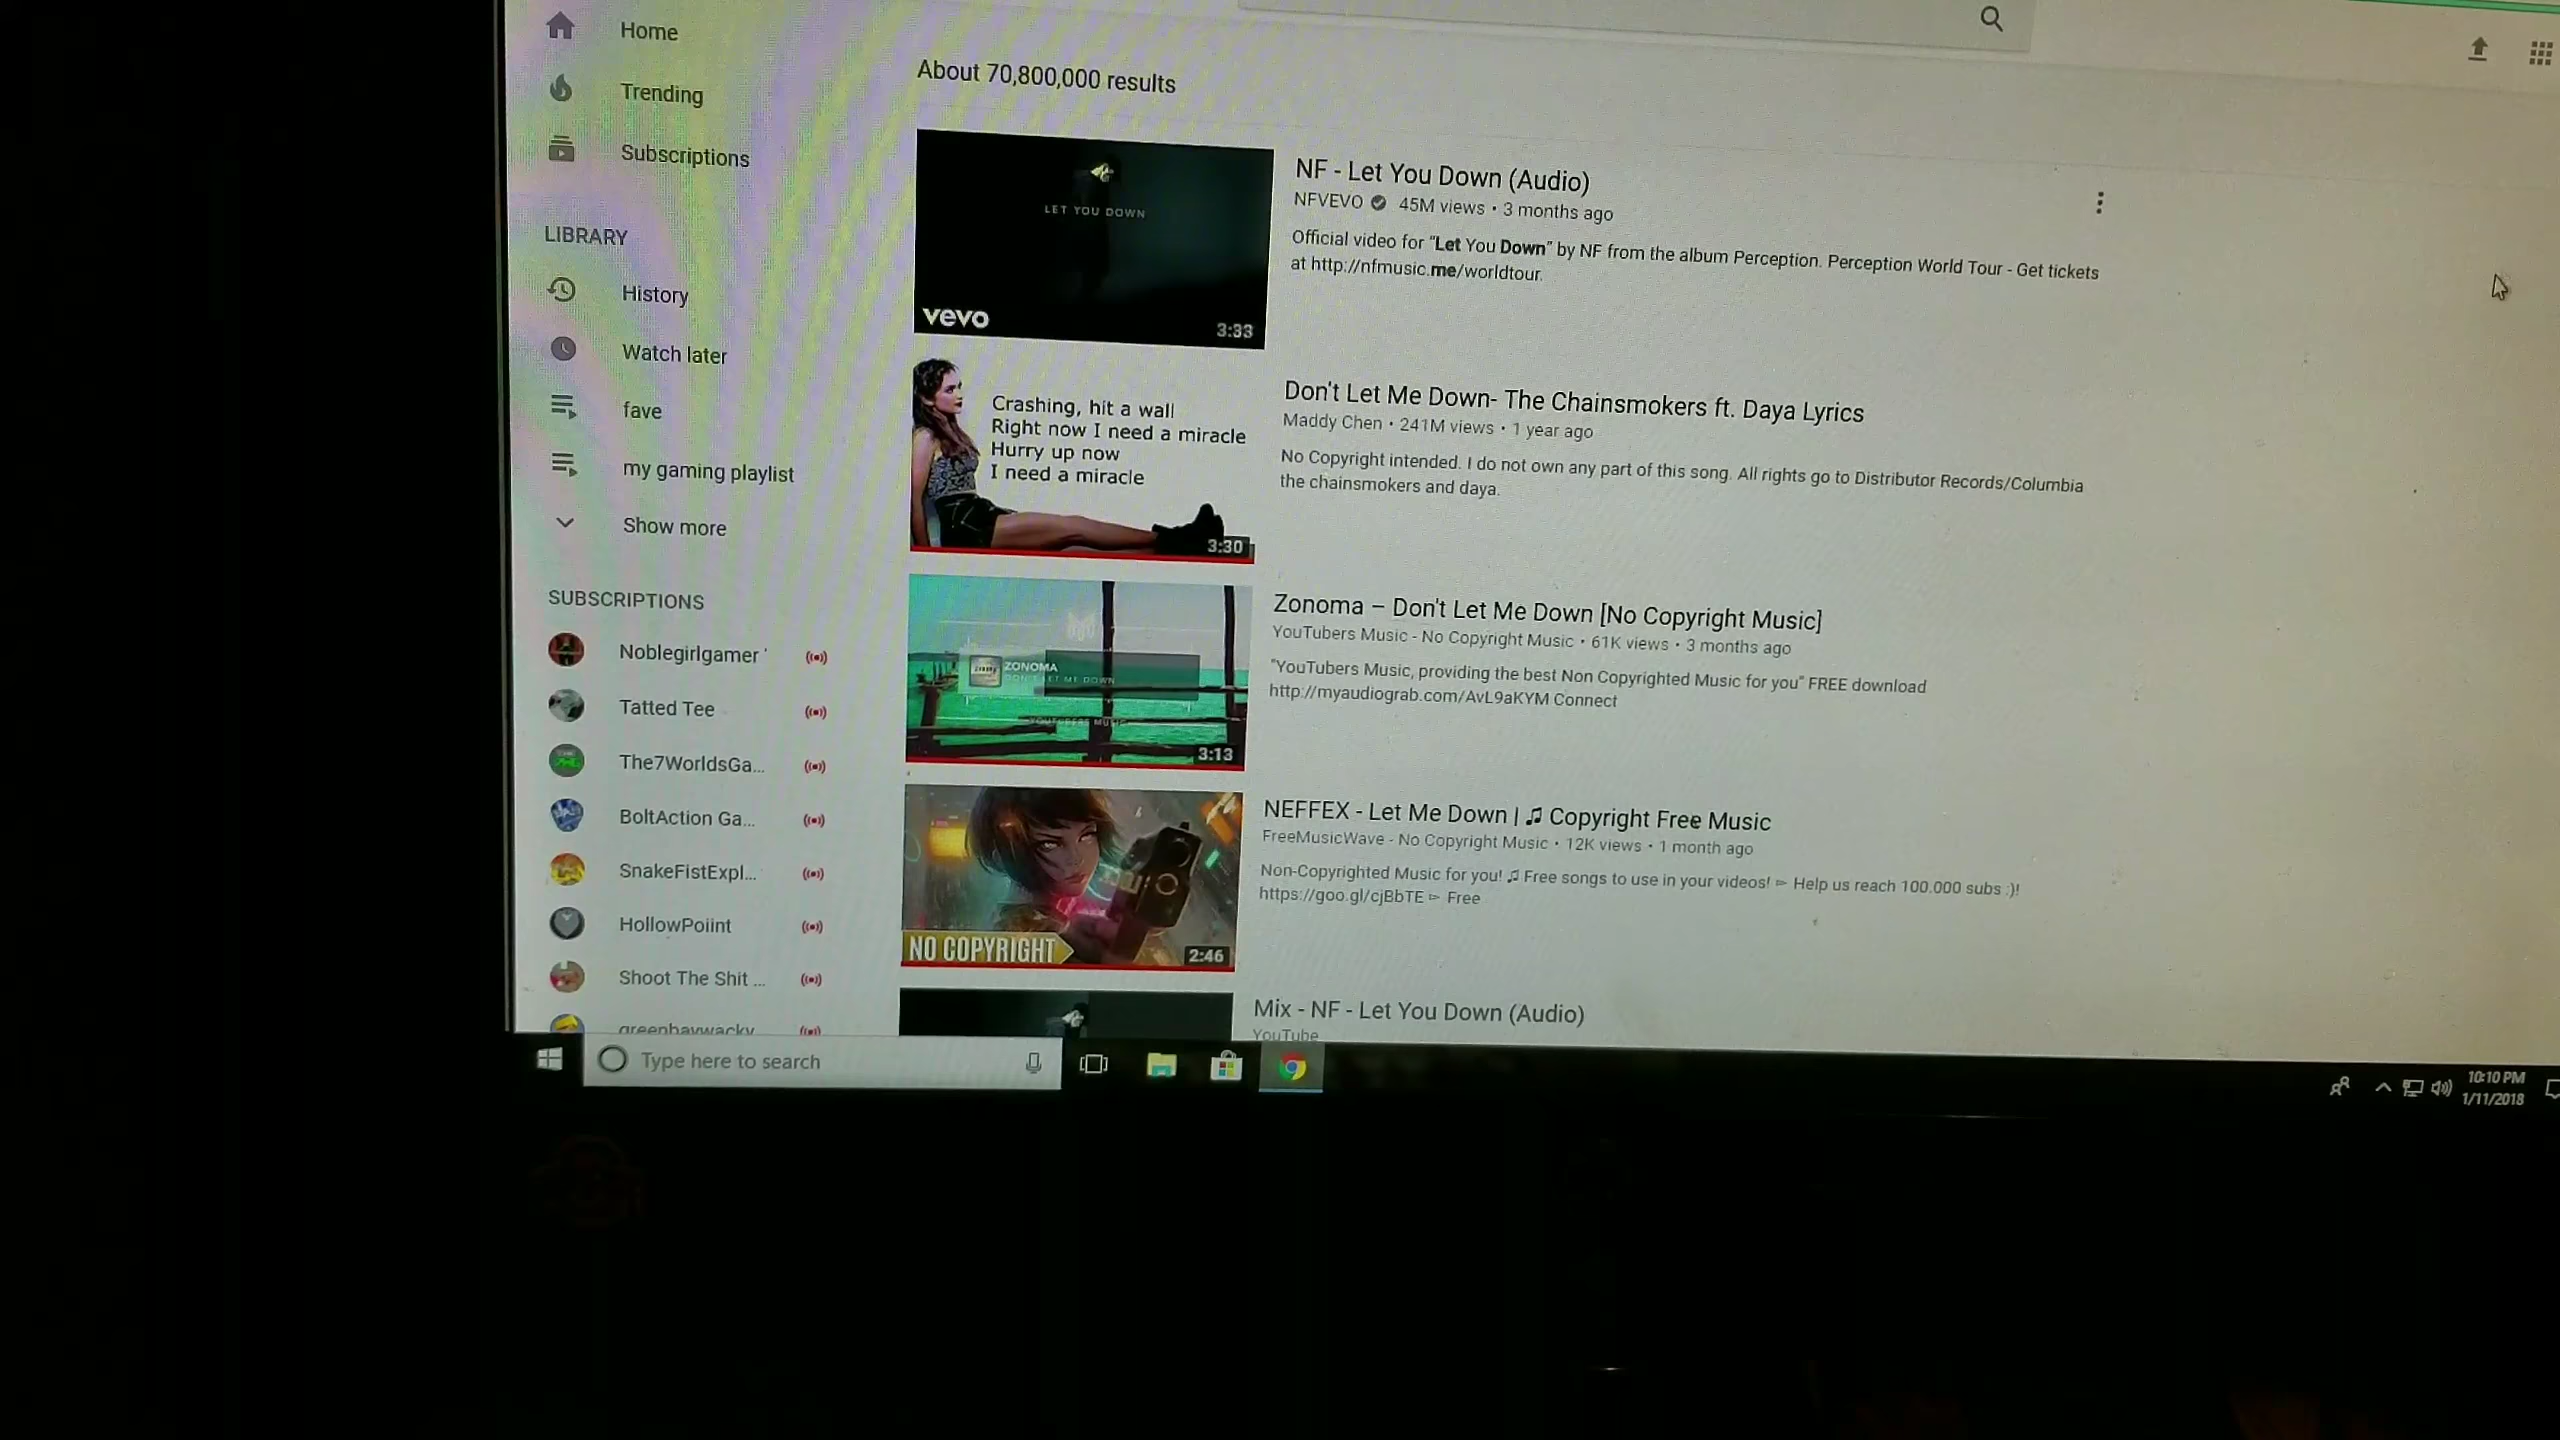 Home
Trending
Subscriptions
LIBRARY
History
Watch later
fave
my gaming playlist
Show more
SUBSCRIPTIONS
Noblegirlgamer '
Tatted Tee
The7WorldsGa...
BoltAction Ga...
SnakeFistExpl...
HollowPoiint
Shoot The Shit ...
greenbaywacky
About 70,800,000 results
LET YOU DOWN
vevo
3:33
NF - Let You Down (Audio)
NFVEVO 45M views • 3 months ago
Official video for "Let You Down" by NF from the album Perception. Perception World Tour - Get tickets
at http://nfmusic.me/worldtour.
Crashing, hit a wall
Right now I need a miracle
Hurry up now
I need a miracle
3:30
Don't Let Me Down- The Chainsmokers ft. Daya Lyrics
Maddy Chen • 241M views • 1 year ago
No Copyright intended. I do not own any part of this song. All rights go to Distributor Records/Columbia
the chainsmokers and daya.
ZONOMA
DON'T LET ME DOWN
YOUTUBERS MUSIC
3:13
Zonoma – Don't Let Me Down [No Copyright Music]
YouTubers Music - No Copyright Music • 61K views • 3 months ago
"YouTubers Music, providing the best Non Copyrighted Music for you" FREE download
http://myaudiograb.com/AvL9aKYM Connect
NO COPYRIGHT
2:46
NEFFEX - Let Me Down | ♫ Copyright Free Music
FreeMusicWave - No Copyright Music • 12K views • 1 month ago
Non-Copyrighted Music for you! ♫ Free songs to use in your videos! ➳ Help us reach 100.000 subs :)!
https://goo.gl/cjBbTE ➳ Free
Mix - NF - Let You Down (Audio)
YouTube
Type here to search
10:10 PM
1/11/2018